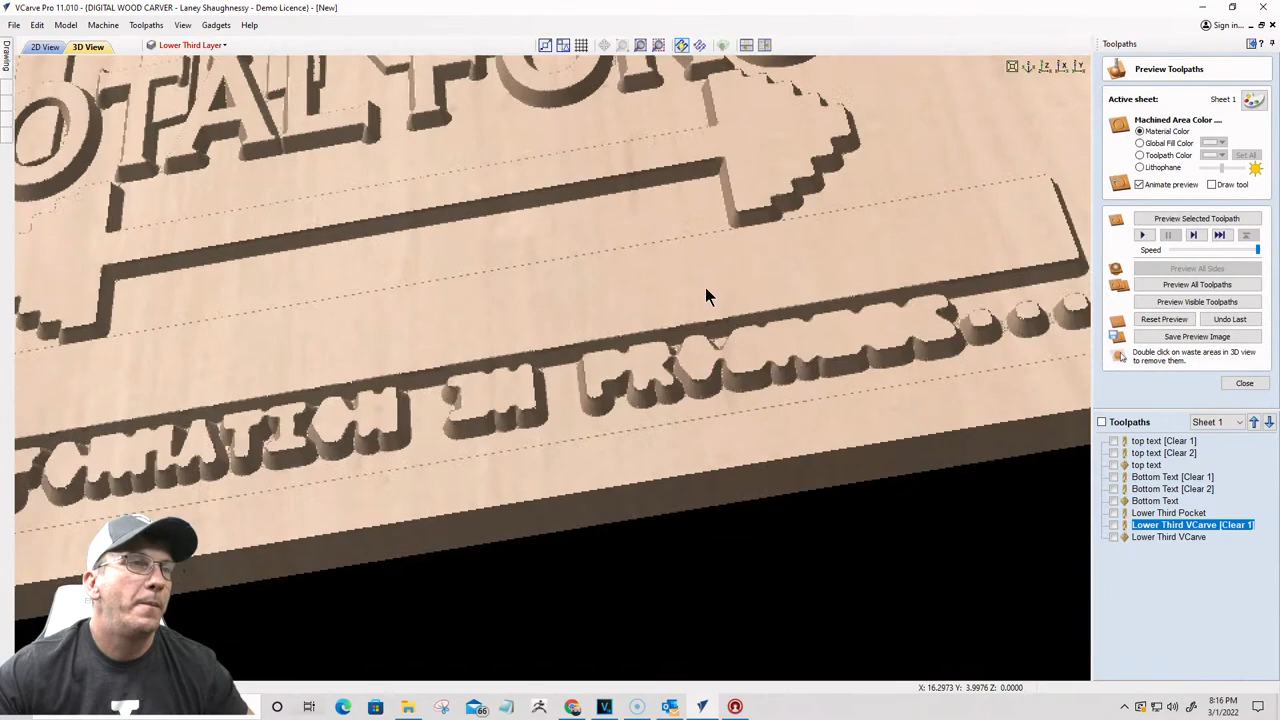 VCarve Pro 11.010 - (DIGITAL WOOD CARVER - Laney Shaughnessy - Demo Licence) - [New]
File Edit Model Machine Toolpaths View Gadgets Help
Sign in...
2D View 3D View Lower Third Layer
Drawing
Toolpaths
Preview Toolpaths
Active sheet: Sheet 1
Machined Area Color ....
Material Color
Global Fill Color
Toolpath Color Set All
Lithophane
Animate preview Draw tool
Preview Selected Toolpath
Speed
Preview All Sides
Preview All Toolpaths
Preview Visible Toolpaths
Reset Preview Undo Last
Save Preview Image
Double click on waste areas in 3D view
to remove them.
Close
Toolpaths Sheet 1
top text [Clear 1]
top text [Clear 2]
top text
Bottom Text [Clear 1]
Bottom Text [Clear 2]
Bottom Text
Lower Third Pocket
Lower Third VCarve [Clear 1]
Lower Third VCarve
IN PROGRESS....
X: 16.2973 Y: 3.9976 Z: 0.0000
66
8:16 PM
3/1/2022